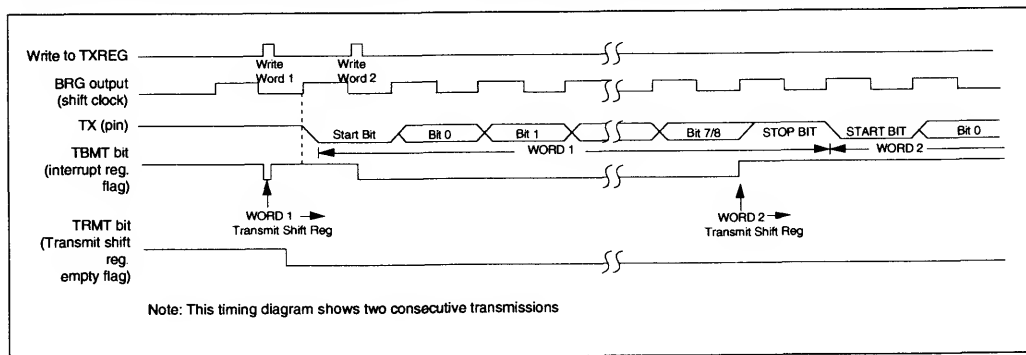 Write to TXREG
Write
Word 1
Write
Word 2
BRG output
(shift clock)
TX (pin)
Start Bit
Bit 0
Bit 1
Bit 7/8
STOP BIT
START BIT
Bit 0
WORD 1
WORD 2
TBMT bit
(interrupt reg.
flag)
WORD 1
Transmit Shift Reg
WORD 2
Transmit Shift Reg
TRMT bit
(Transmit shift
reg.
empty flag)
Note: This timing diagram shows two consecutive transmissions